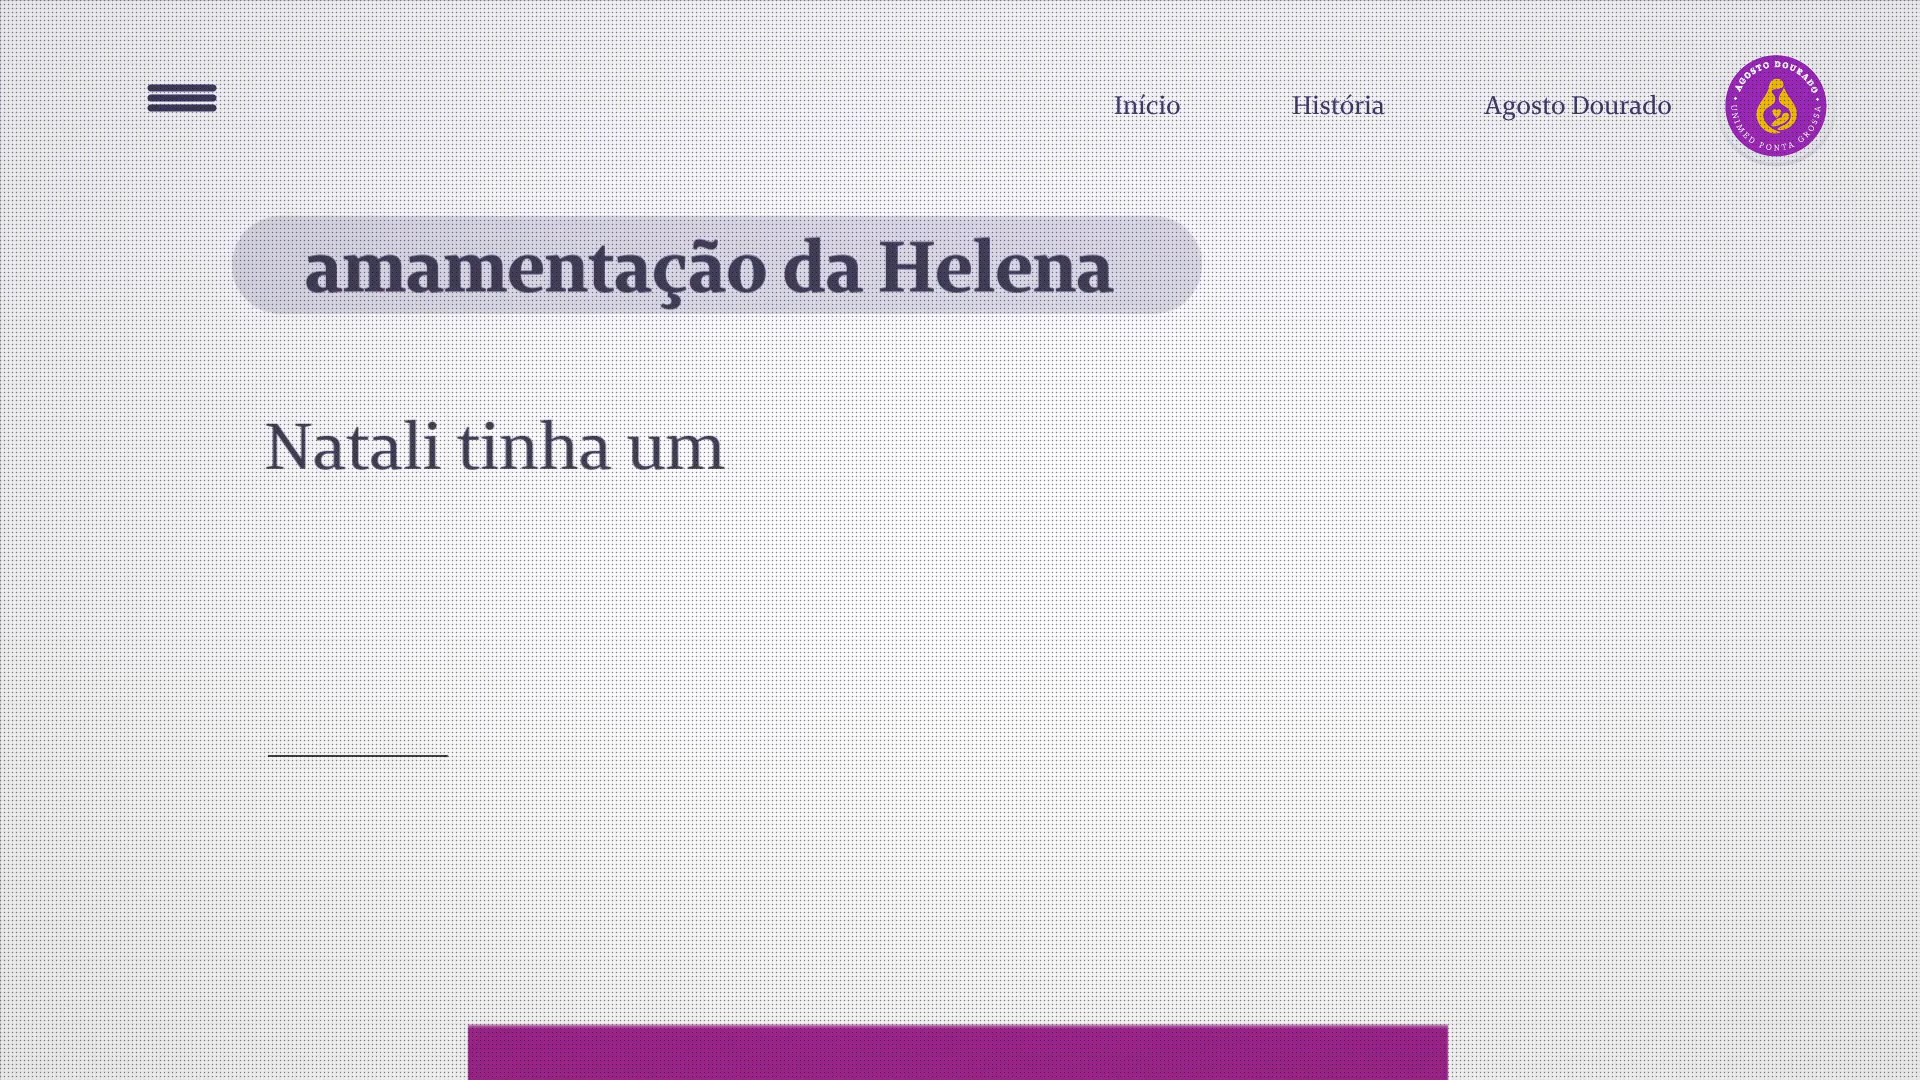 Início História Agosto Dourado
AGOSTO DOURADO
UNIMED PONTA GROSSA
amamentação da Helena
Natali tinha um